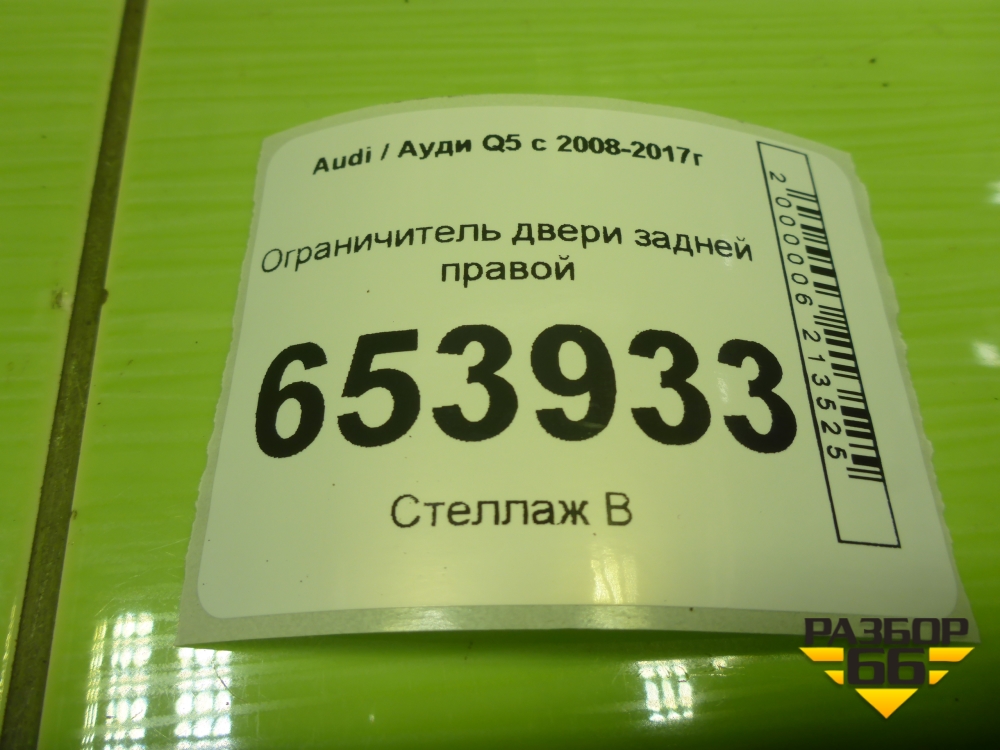 Audi / Ауди Q5 с 2008-2017г
Ограничитель двери задней
правой
653933
Стеллаж В
2000006213525
РАЗБОР
66